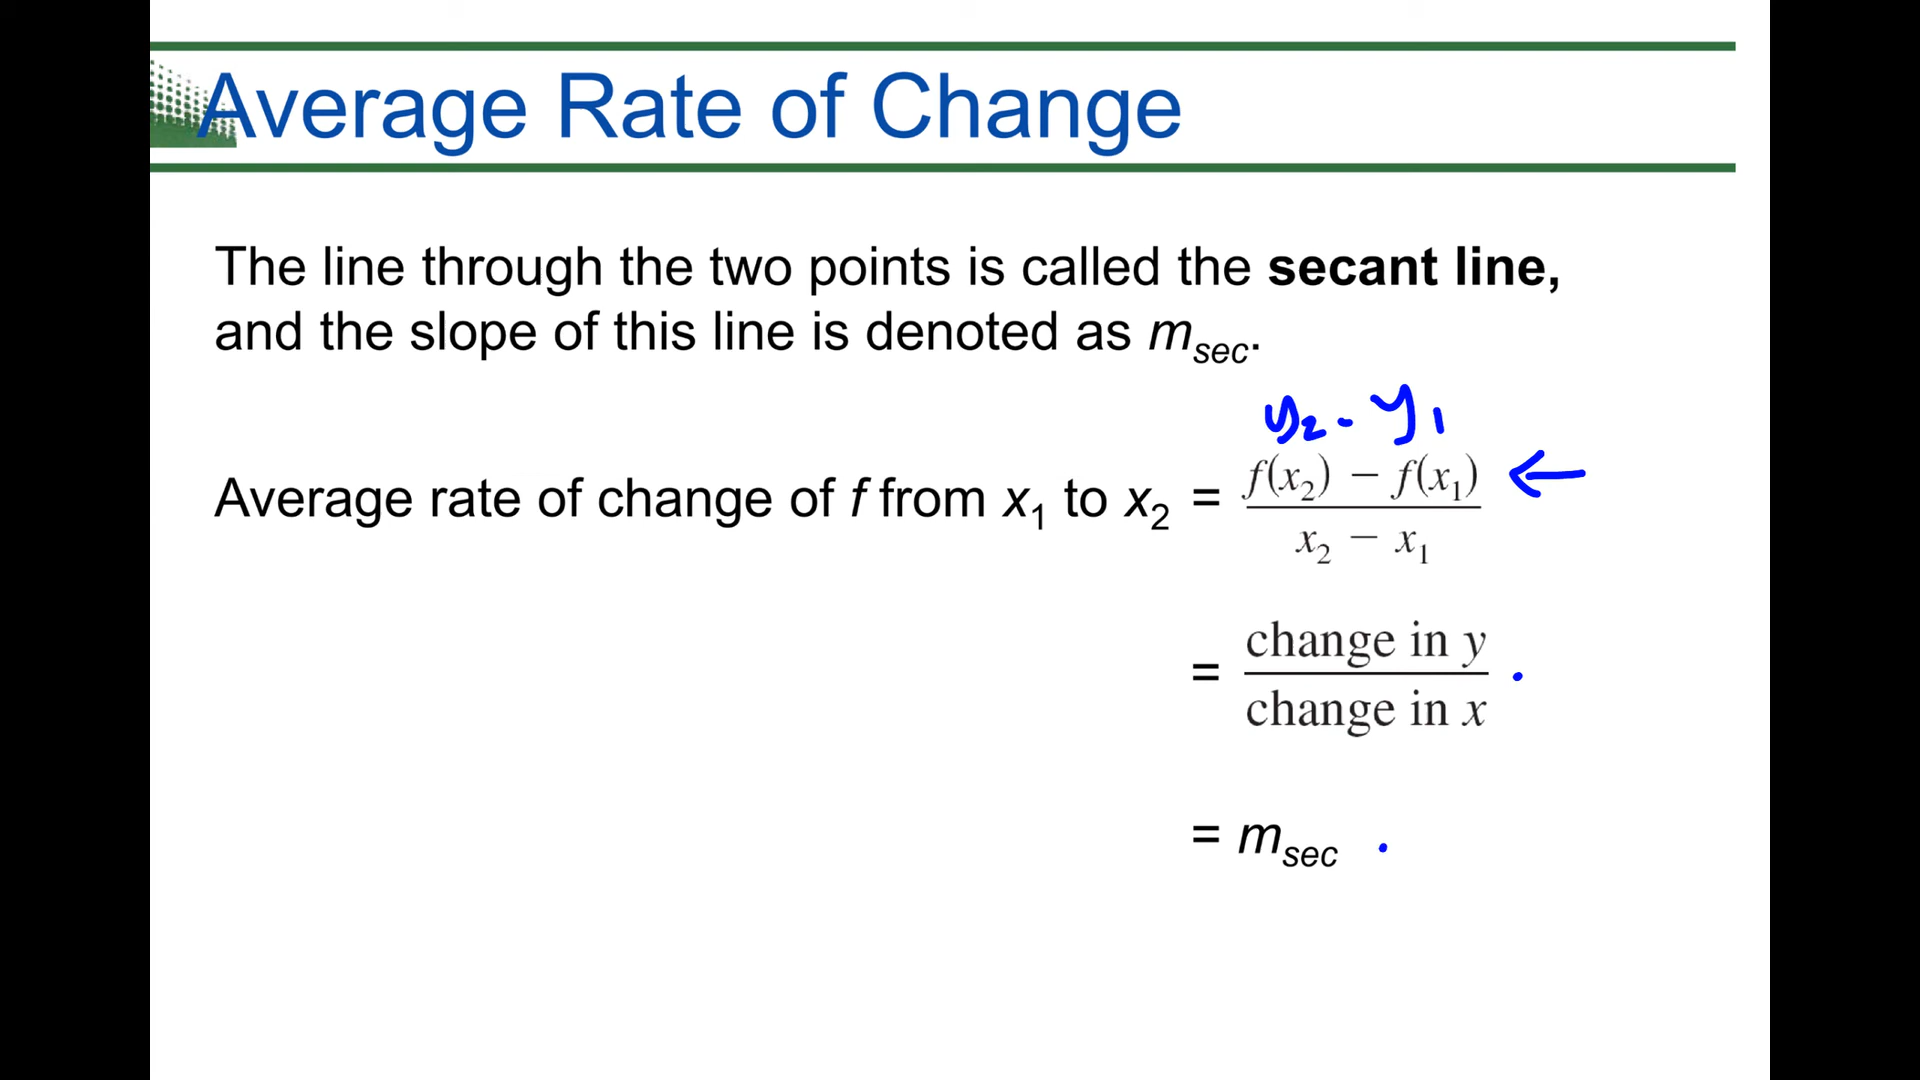 Average Rate of Change
The line through the two points is called the secant line,
and the slope of this line is denoted as m_sec.
y₂ - y₁
Average rate of change of f from x₁ to x₂ = (f(x₂) − f(x₁)) / (x₂ − x₁) ←
= change in y / change in x .
= m_sec .